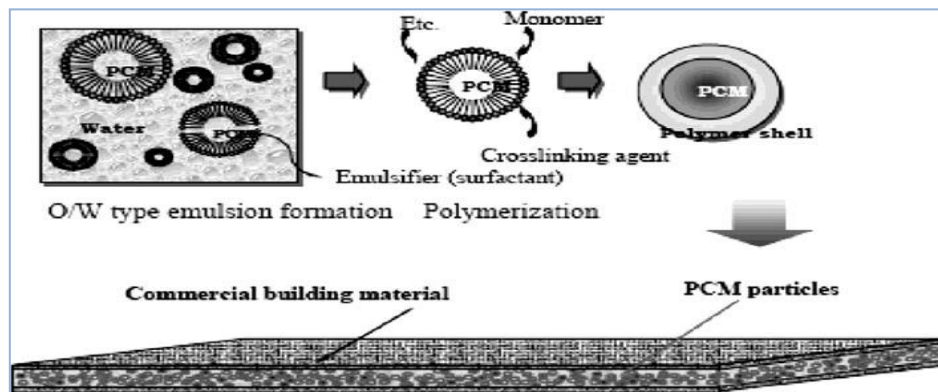 Etc.
Monomer
PCM
PCM
PCM
Water
PCM
Polymer shell
Crosslinking agent
Emulsifier (surfactant)
O/W type emulsion formation
Polymerization
Commercial building material
PCM particles